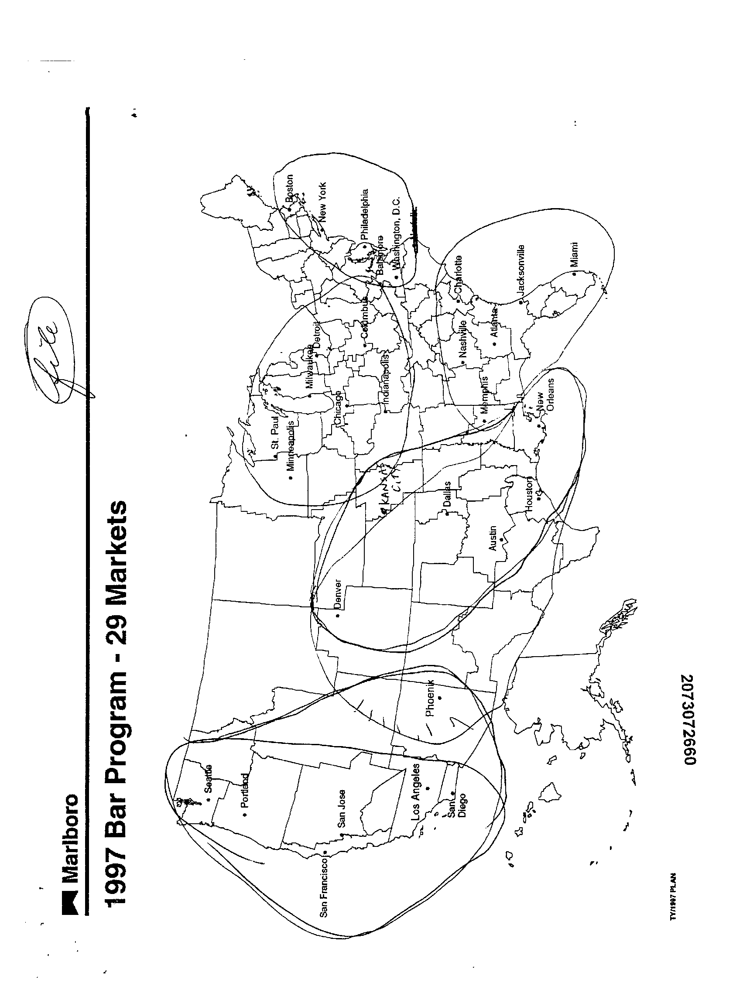 file
Marlboro
1997 Bar Program - 29 Markets
Seattle
Portland
San Francisco
San Jose
Los Angeles
San
Diego
Phoenix
Denver
KANSAS
CITY
Dallas
Austin
Houston
New
Orleans
St. Paul
Minneapolis
Milwaukee
Chicago
Detroit
Indianapolis
Columbus
Memphis
Nashville
Atlanta
Charlotte
Jacksonville
Miami
Boston
New York
Philadelphia
Baltimore
Washington, D.C.
TY/1997 PLAN
2073072660